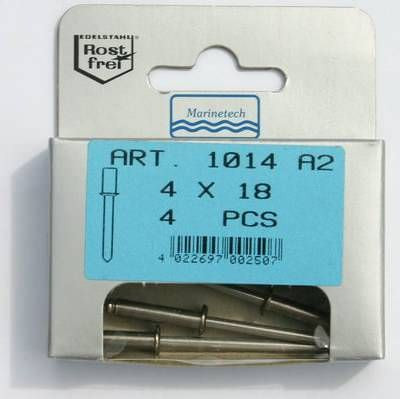 EDELSTAHL
Rost
frei
Marinetech
ART. 1014 A2
4 X 18
4 PCS
4 022697 002507